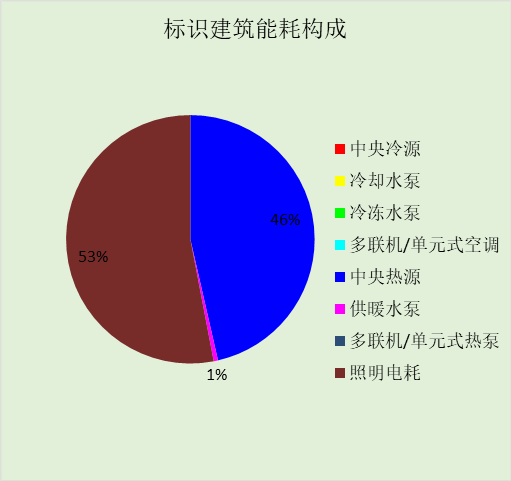 标识建筑能耗构成
46%
53%
1%
中央冷源
冷却水泵
冷冻水泵
多联机/单元式空调
中央热源
供暖水泵
多联机/单元式热泵
照明电耗